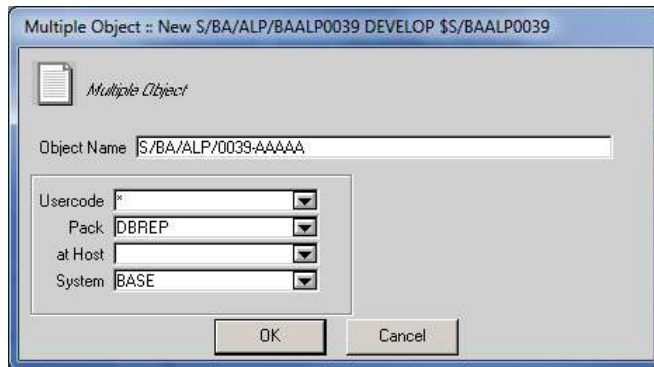 Multiple Object :: New S/BA/ALP/BAALP0039 DEVELOP $S/BAALP0039
Multiple Object
Object Name S/BA/ALP/0039-AAAAA
Usercode *
Pack DBREP
at Host
System BASE
OK Cancel